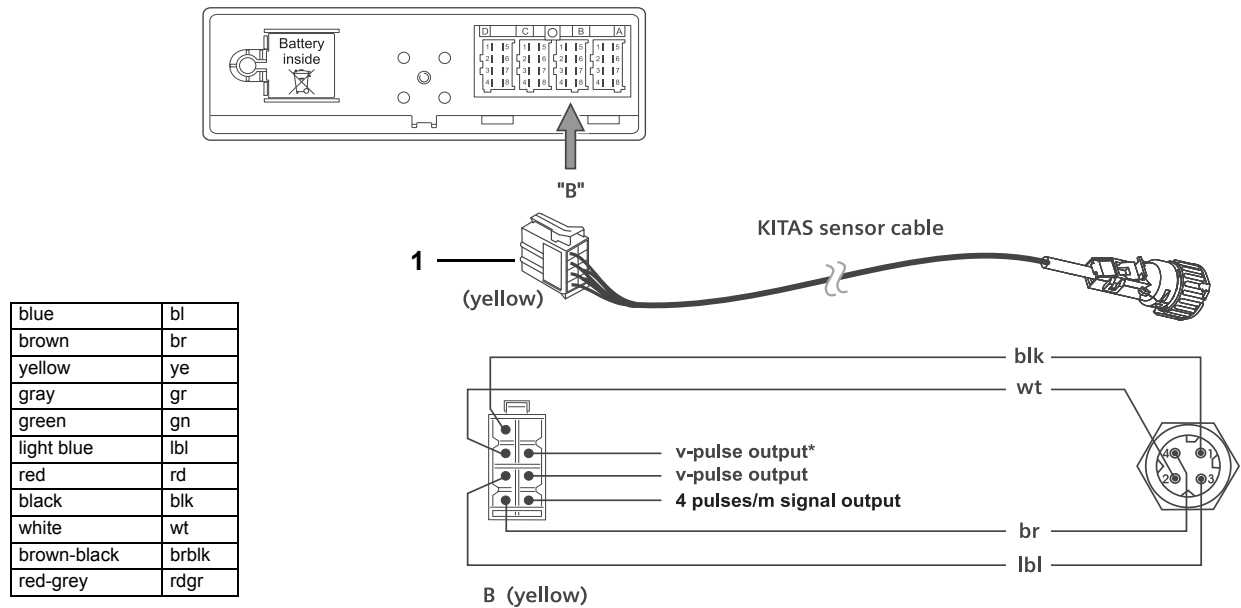 Battery
inside
D C B A
1 5 1 5 1 5 1 5
2 6 2 6 2 6 2 6
3 7 3 7 3 7 3 7
4 8 4 8 4 8 4 8
"B"
KITAS sensor cable
1
(yellow)
blue bl
brown br
yellow ye
gray gr
green gn
light blue lbl
red rd
black blk
white wt
brown-black brblk
red-grey rdgr
blk
wt
v-pulse output*
v-pulse output
4 pulses/m signal output
4 1
2 3
br
lbl
B (yellow)